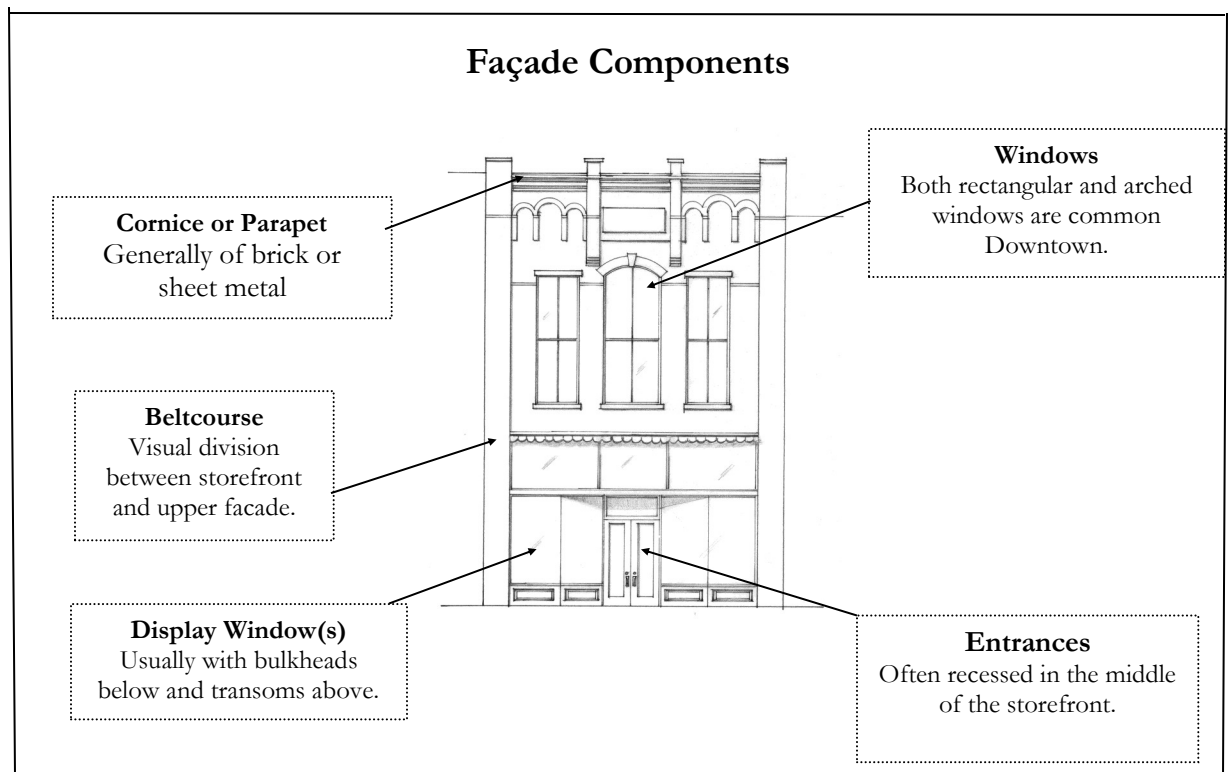 Façade Components
Windows
Both rectangular and arched
windows are common
Downtown.
Cornice or Parapet
Generally of brick or
sheet metal
Beltcourse
Visual division
between storefront
and upper facade.
Display Window(s)
Usually with bulkheads
below and transoms above.
Entrances
Often recessed in the middle
of the storefront.